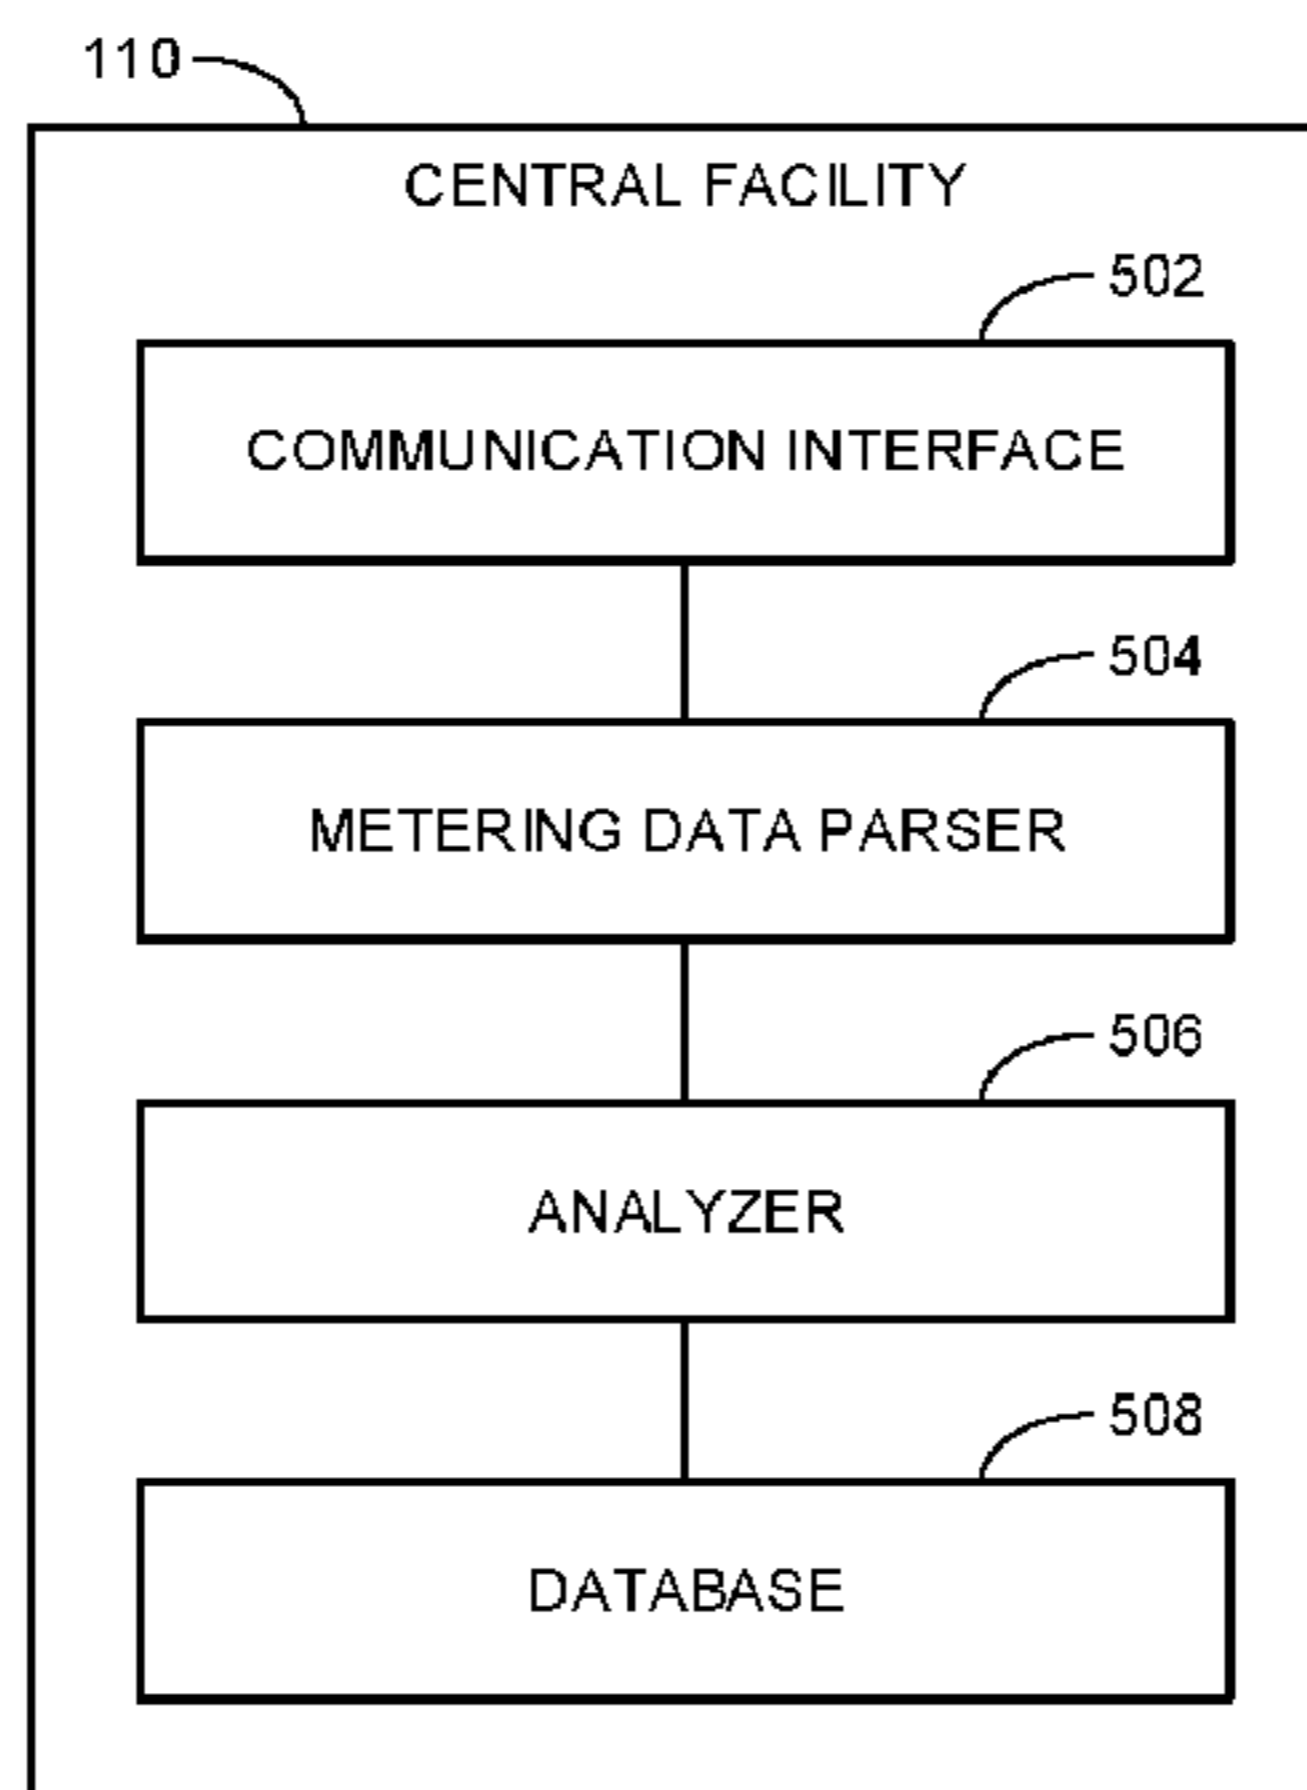 110
CENTRAL FACILITY
502
COMMUNICATION INTERFACE
504
METERING DATA PARSER
506
ANALYZER
508
DATABASE